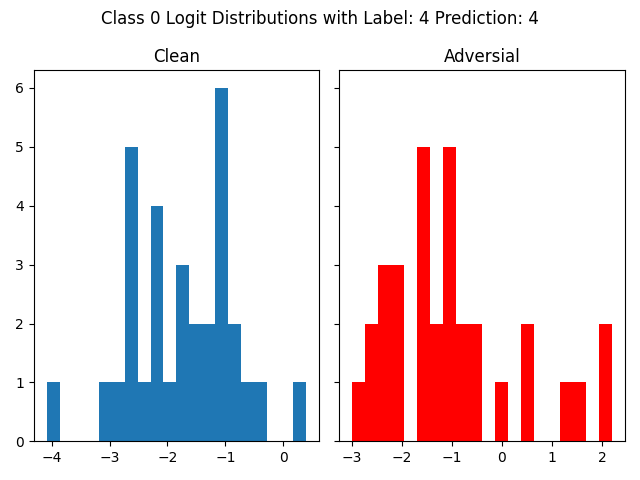 Class 0 Logit Distributions with Label: 4 Prediction: 4
Clean
Adversial
6
5
4
3
2
1
0
−4 −3 −2 −1 0
−3 −2 −1 0 1 2